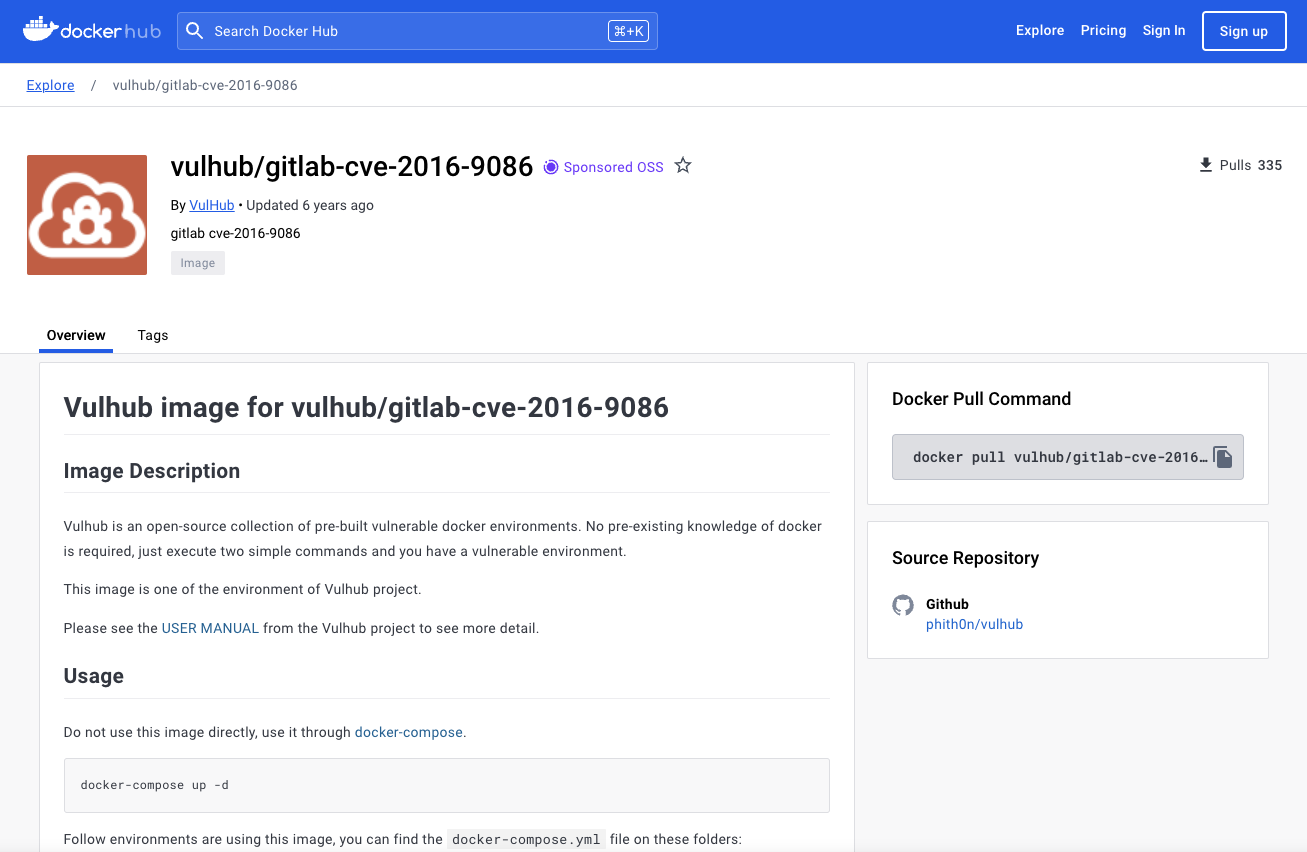 docker hub
Search Docker Hub
⌘+K
Explore
Pricing
Sign In
Sign up
Explore / vulhub/gitlab-cve-2016-9086
vulhub/gitlab-cve-2016-9086
Sponsored OSS
Pulls 335
By VulHub • Updated 6 years ago
gitlab cve-2016-9086
Image
Overview
Tags
Vulhub image for vulhub/gitlab-cve-2016-9086
Image Description
Vulhub is an open-source collection of pre-built vulnerable docker environments. No pre-existing knowledge of docker
is required, just execute two simple commands and you have a vulnerable environment.
This image is one of the environment of Vulhub project.
Please see the USER MANUAL from the Vulhub project to see more detail.
Usage
Do not use this image directly, use it through docker-compose.
docker-compose up -d
Follow environments are using this image, you can find the docker-compose.yml file on these folders:
Docker Pull Command
docker pull vulhub/gitlab-cve-2016…
Source Repository
Github
phith0n/vulhub